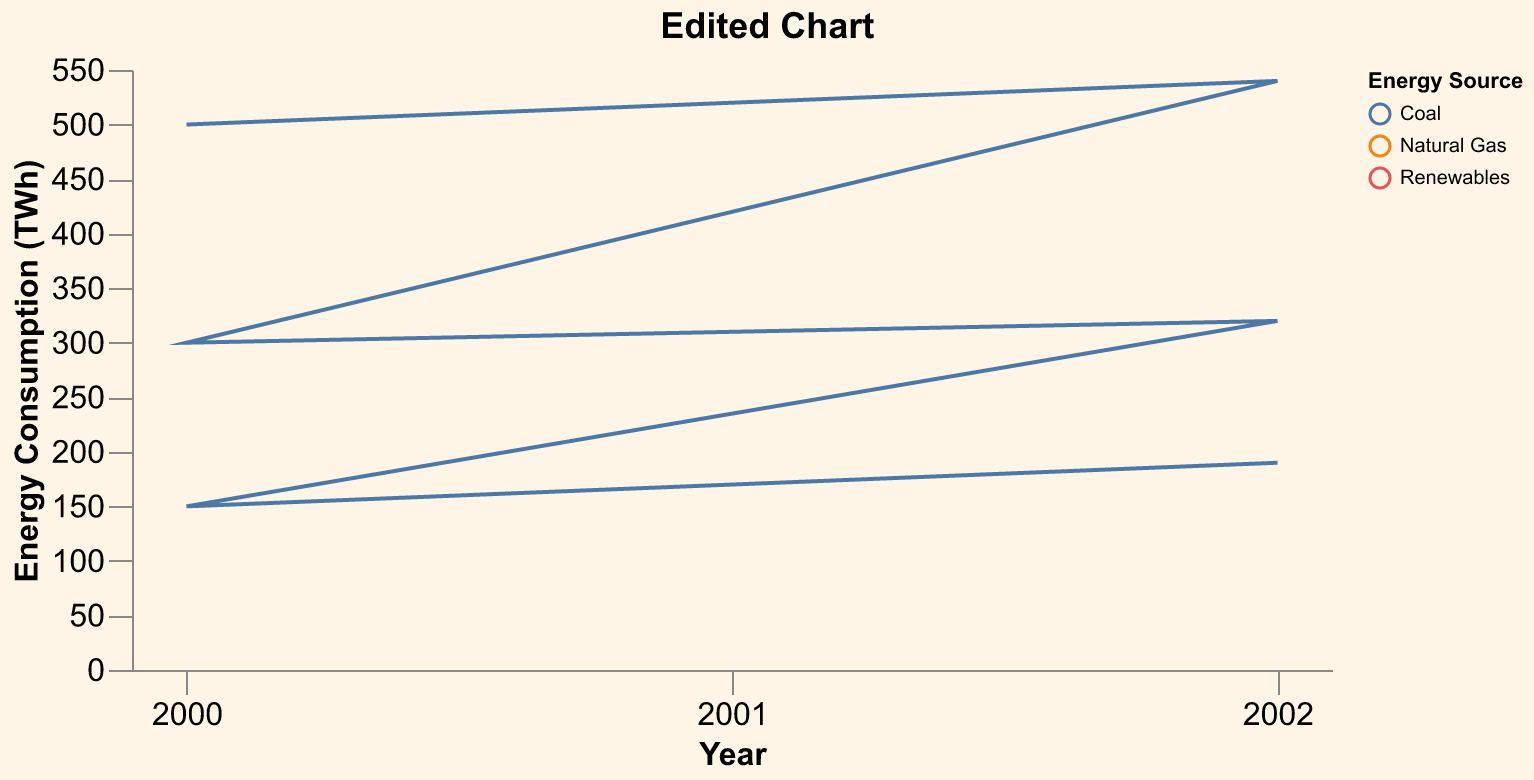 Edited Chart
Energy Consumption (TWh)
550
500
450
400
350
300
250
200
150
100
50
0
2000 2001 2002
Year
Energy Source
Coal
Natural Gas
Renewables